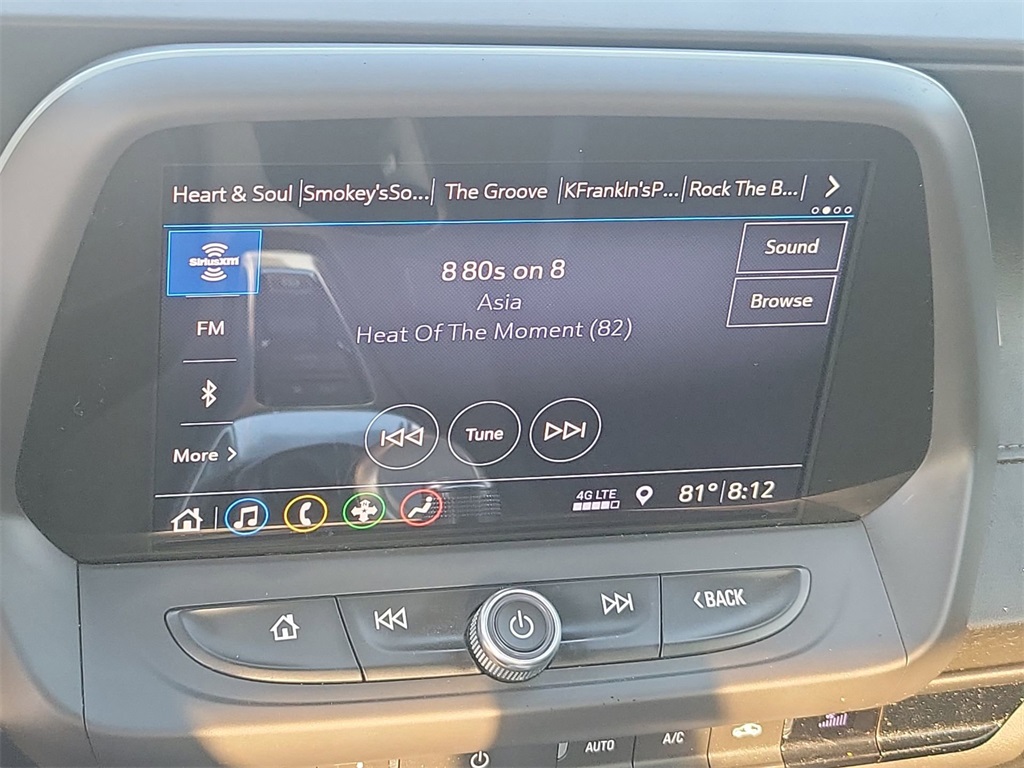 Heart & Soul Smokey'sSo... The Groove KFrankln'sP... Rock The B...
SiriusXM
8 80s on 8
Sound
Asia
Browse
FM
Heat Of The Moment (82)
Tune
More
4G LTE
81° 8:12
BACK
AUTO
A/C